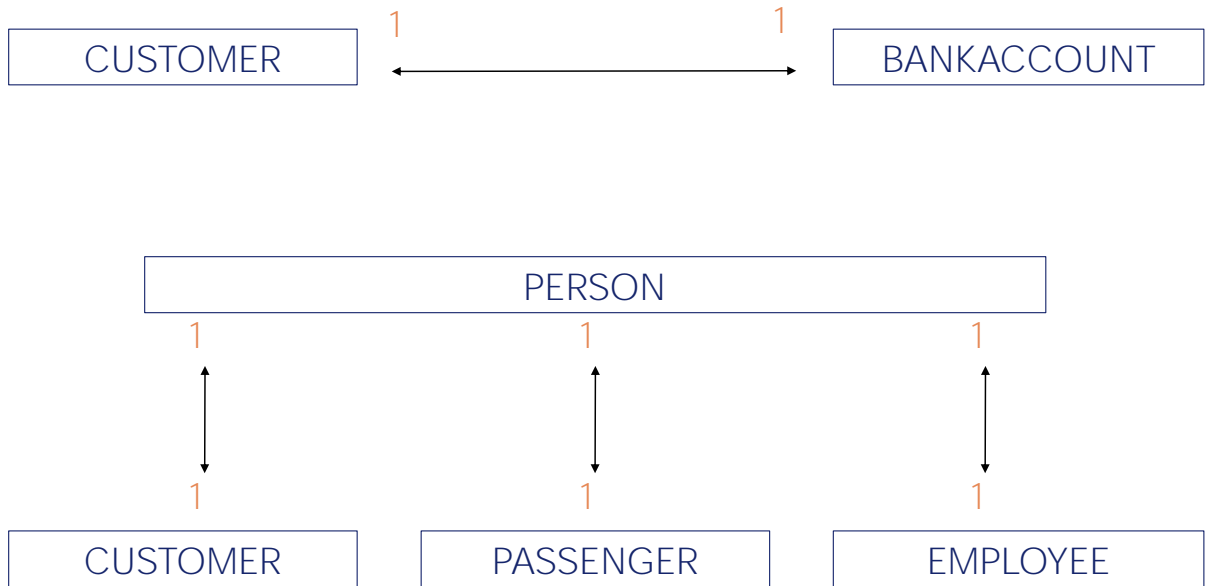 1 1
CUSTOMER BANKACCOUNT
PERSON
1 1 1
1 1 1
CUSTOMER PASSENGER EMPLOYEE